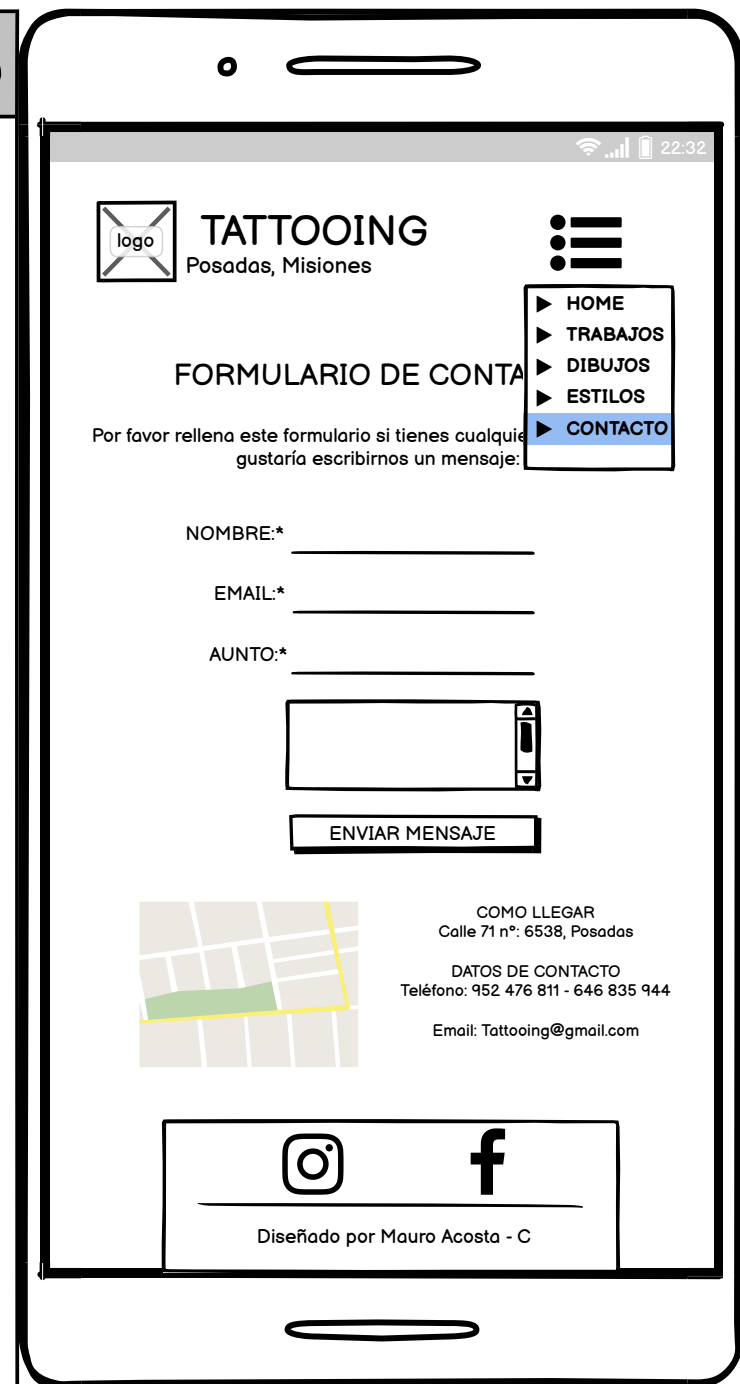 22:32
logo
TATTOOING
Posadas, Misiones
HOME
TRABAJOS
DIBUJOS
ESTILOS
CONTACTO
FORMULARIO DE
Por favor rellena este formulario si tienes
gustaría escribirnos un mensaje:
NOMBRE:*
EMAIL:*
AUNTO:*
ENVIAR MENSAJE
COMO LLEGAR
Calle 71 nº: 6538, Posadas
DATOS DE CONTACTO
Teléfono: 952 476 811 - 646 835 944
Email: Tattooing@gmail.com
Diseñado por Mauro Acosta - C